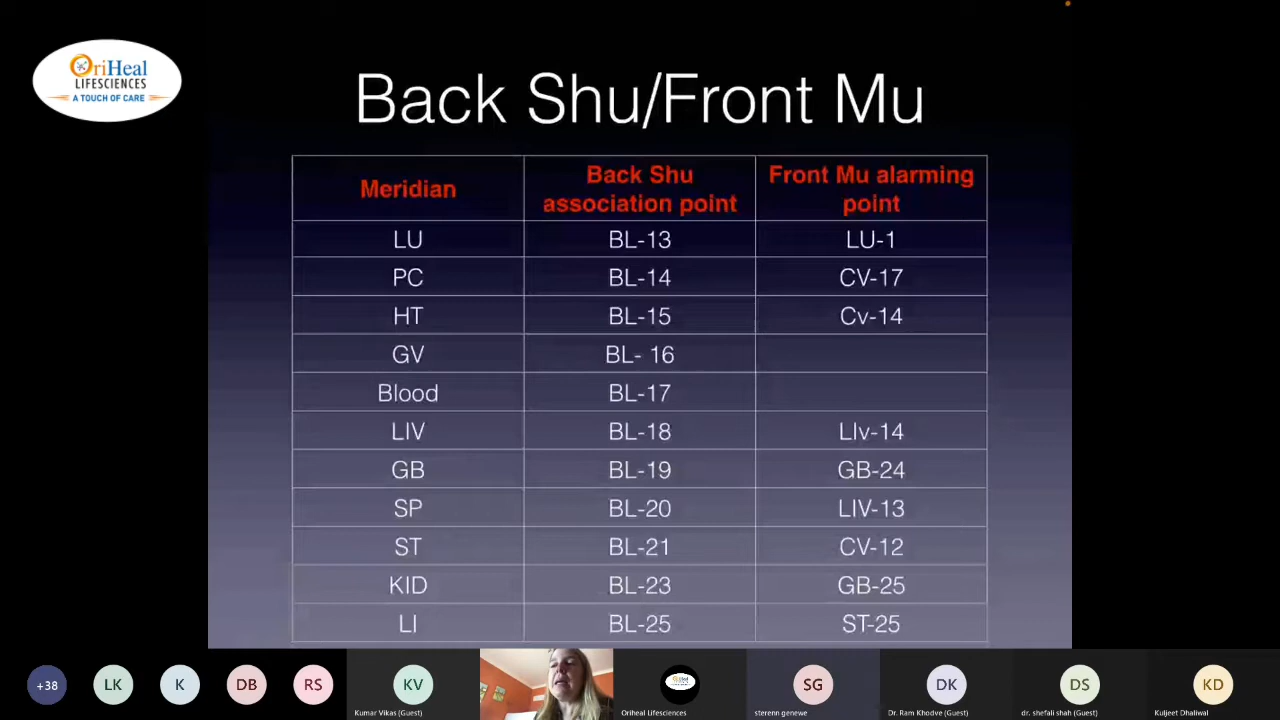 OriHeal
LIFESCIENCES
A TOUCH OF CARE
Back Shu/Front Mu
Meridian
Back Shu
association point
Front Mu alarming
point
LU BL-13 LU-1
PC BL-14 CV-17
HT BL-15 Cv-14
GV BL- 16
Blood BL-17
LIV BL-18 LIv-14
GB BL-19 GB-24
SP BL-20 LIV-13
ST BL-21 CV-12
KID BL-23 GB-25
LI BL-25 ST-25
+38 LK K DB RS KV SG DK DS KD
Kumar Vikas (Guest) Oriheal Lifesciences sterenn genewe Dr. Ram Khodve (Guest) dr. shefali shah (Guest) Kuljeet Dhaliwal